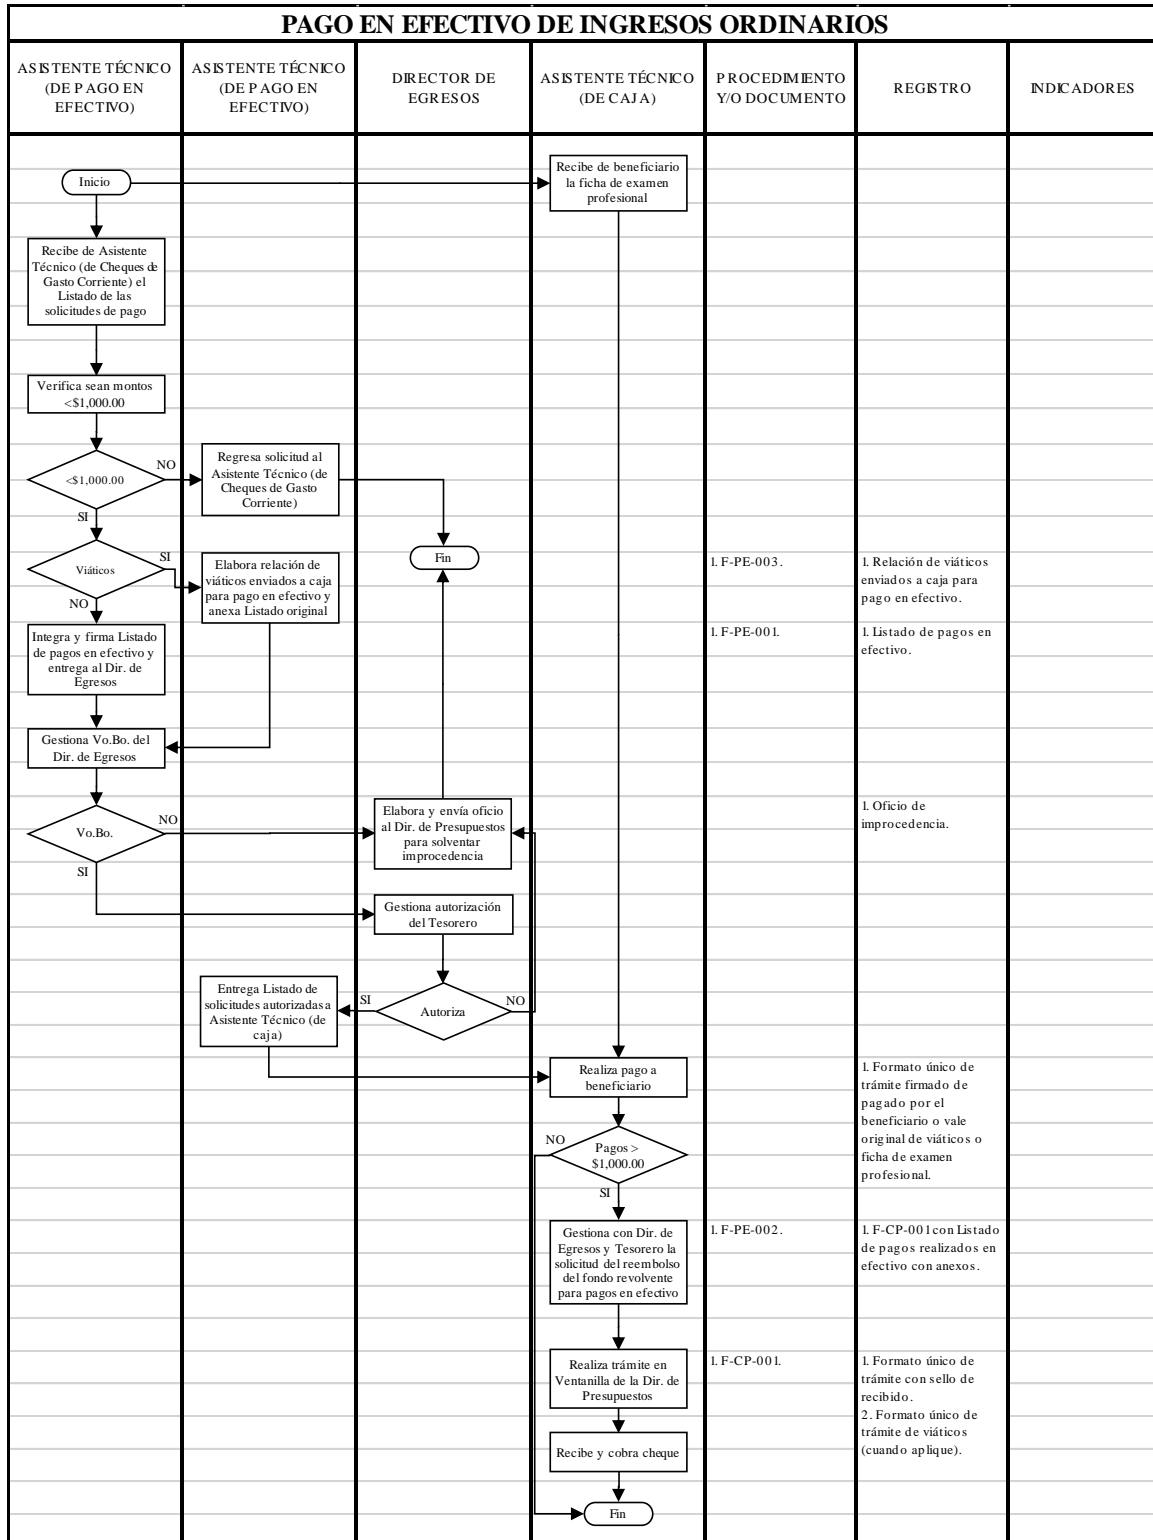 PAGO EN EFECTIVO DE INGRESOS ORDINARIOS
ASISTENTE TÉCNICO
(DE PAGO EN
EFECTIVO)
ASISTENTE TÉCNICO
(DE PAGO EN
EFECTIVO)
DIRECTOR DE
EGRESOS
ASISTENTE TÉCNICO
(DE CAJA)
PROCEDIMIENTO
Y/O DOCUMENTO
REGISTRO
INDICADORES
Inicio
Recibe de beneficiario
la ficha de examen
profesional
Recibe de Asistente
Técnico (de Cheques de
Gasto Corriente) el
Listado de las
solicitudes de pago
Verifica sean montos
<$1,000.00
<$1,000.00
NO
SI
Regresa solicitud al
Asistente Técnico (de
Cheques de Gasto
Corriente)
Fin
Viáticos
SI
NO
Elabora relación de
viáticos enviados a caja
para pago en efectivo y
anexa Listado original
1. F-PE-003.
1. Relación de viáticos
enviados a caja para
pago en efectivo.
Integra y firma Listado
de pagos en efectivo y
entrega al Dir. de
Egresos
1. F-PE-001.
1. Listado de pagos en
efectivo.
Gestiona Vo.Bo. del
Dir. de Egresos
Vo.Bo.
NO
SI
Elabora y envía oficio
al Dir. de Presupuestos
para solventar
improcedencia
1. Oficio de
improcedencia.
Gestiona autorización
del Tesorero
Autoriza
SI
NO
Entrega Listado de
solicitudes autorizadas a
Asistente Técnico (de
caja)
Realiza pago a
beneficiario
1. Formato único de
trámite firmado de
pagado por el
beneficiario o vale
original de viáticos o
ficha de examen
profesional.
Pagos >
$1,000.00
NO
SI
Gestiona con Dir. de
Egresos y Tesorero la
solicitud del reembolso
del fondo revolvente
para pagos en efectivo
1. F-PE-002.
1. F-CP-001 con Listado
de pagos realizados en
efectivo con anexos.
Realiza trámite en
Ventanilla de la Dir. de
Presupuestos
1. F-CP-001.
1. Formato único de
trámite con sello de
recibido.
2. Formato único de
trámite de viáticos
(cuando aplique).
Recibe y cobra cheque
Fin